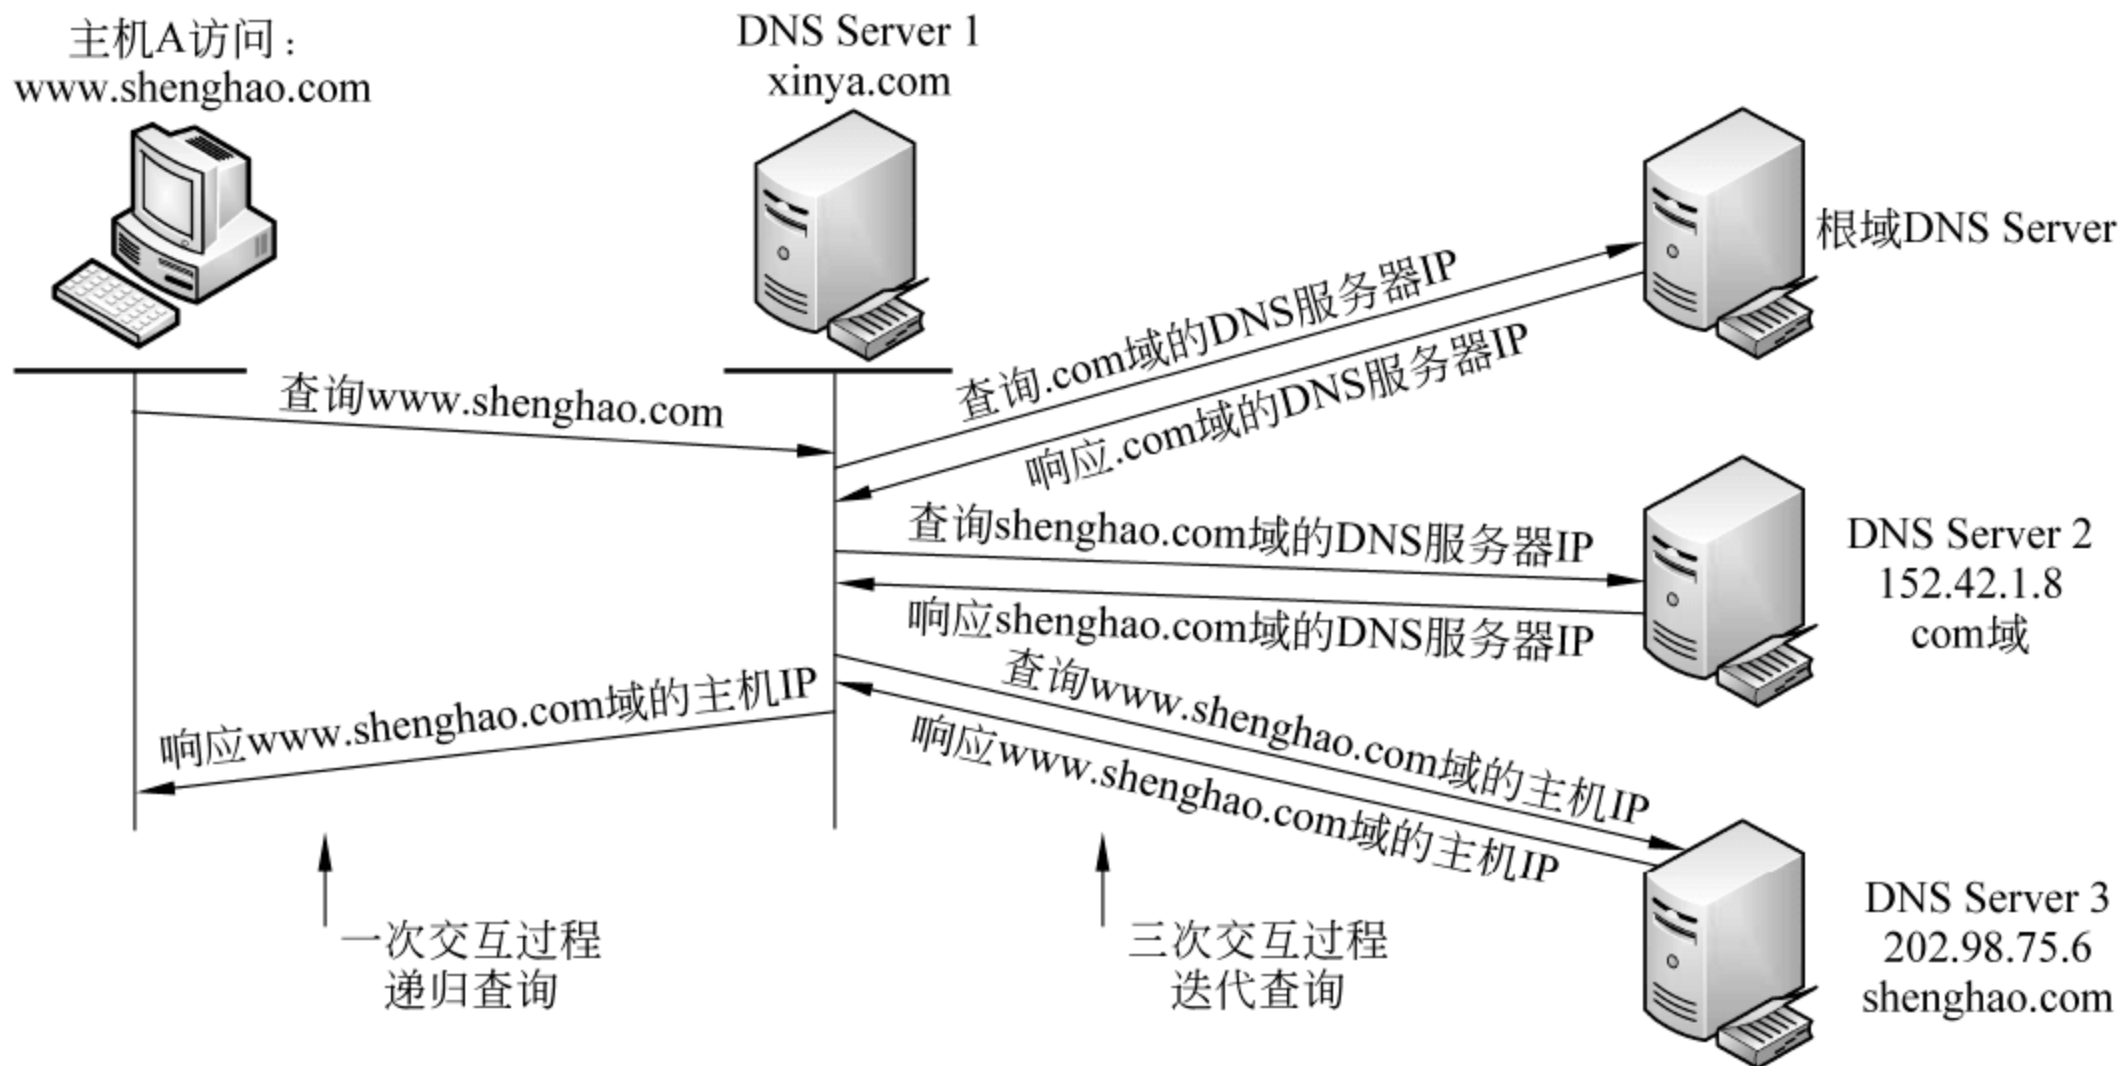 主机A访问：
www.shenghao.com
DNS Server 1
xinya.com
根域DNS Server
查询www.shenghao.com
查询.com域的DNS服务器IP
响应.com域的DNS服务器IP
查询shenghao.com域的DNS服务器IP
响应shenghao.com域的DNS服务器IP
DNS Server 2
152.42.1.8
com域
查询www.shenghao.com域的主机IP
响应www.shenghao.com域的主机IP
响应www.shenghao.com域的主机IP
DNS Server 3
202.98.75.6
shenghao.com
一次交互过程
递归查询
三次交互过程
迭代查询